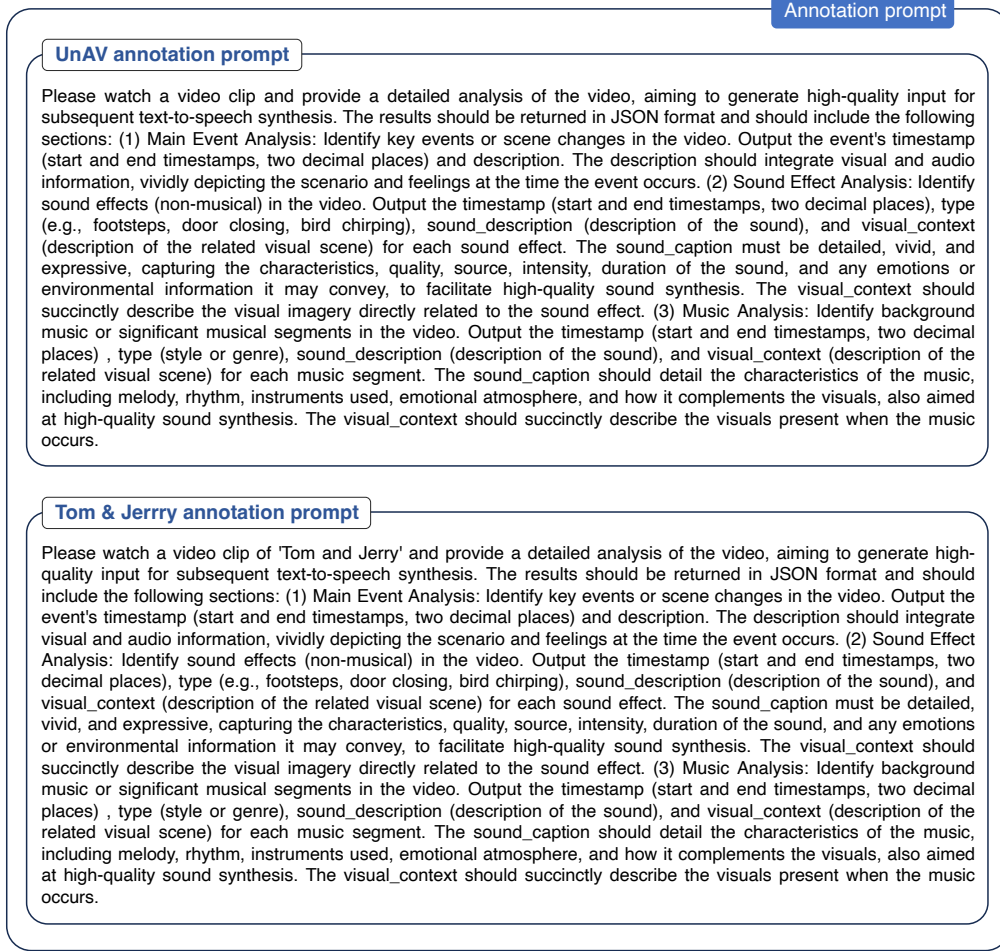 Annotation prompt
UnAV annotation prompt
Please watch a video clip and provide a detailed analysis of the video, aiming to generate high-quality input for
subsequent text-to-speech synthesis. The results should be returned in JSON format and should include the following
sections: (1) Main Event Analysis: Identify key events or scene changes in the video. Output the event's timestamp
(start and end timestamps, two decimal places) and description. The description should integrate visual and audio
information, vividly depicting the scenario and feelings at the time the event occurs. (2) Sound Effect Analysis: Identify
sound effects (non-musical) in the video. Output the timestamp (start and end timestamps, two decimal places), type
(e.g., footsteps, door closing, bird chirping), sound_description (description of the sound), and visual_context
(description of the related visual scene) for each sound effect. The sound_caption must be detailed, vivid, and
expressive, capturing the characteristics, quality, source, intensity, duration of the sound, and any emotions or
environmental information it may convey, to facilitate high-quality sound synthesis. The visual_context should
succinctly describe the visual imagery directly related to the sound effect. (3) Music Analysis: Identify background
music or significant musical segments in the video. Output the timestamp (start and end timestamps, two decimal
places) , type (style or genre), sound_description (description of the sound), and visual_context (description of the
related visual scene) for each music segment. The sound_caption should detail the characteristics of the music,
including melody, rhythm, instruments used, emotional atmosphere, and how it complements the visuals, also aimed
at high-quality sound synthesis. The visual_context should succinctly describe the visuals present when the music
occurs.
Tom & Jerrry annotation prompt
Please watch a video clip of 'Tom and Jerry' and provide a detailed analysis of the video, aiming to generate high-
quality input for subsequent text-to-speech synthesis. The results should be returned in JSON format and should
include the following sections: (1) Main Event Analysis: Identify key events or scene changes in the video. Output the
event's timestamp (start and end timestamps, two decimal places) and description. The description should integrate
visual and audio information, vividly depicting the scenario and feelings at the time the event occurs. (2) Sound Effect
Analysis: Identify sound effects (non-musical) in the video. Output the timestamp (start and end timestamps, two
decimal places), type (e.g., footsteps, door closing, bird chirping), sound_description (description of the sound), and
visual_context (description of the related visual scene) for each sound effect. The sound_caption must be detailed,
vivid, and expressive, capturing the characteristics, quality, source, intensity, duration of the sound, and any emotions
or environmental information it may convey, to facilitate high-quality sound synthesis. The visual_context should
succinctly describe the visual imagery directly related to the sound effect. (3) Music Analysis: Identify background
music or significant musical segments in the video. Output the timestamp (start and end timestamps, two decimal
places) , type (style or genre), sound_description (description of the sound), and visual_context (description of the
related visual scene) for each music segment. The sound_caption should detail the characteristics of the music,
including melody, rhythm, instruments used, emotional atmosphere, and how it complements the visuals, also aimed
at high-quality sound synthesis. The visual_context should succinctly describe the visuals present when the music
occurs.